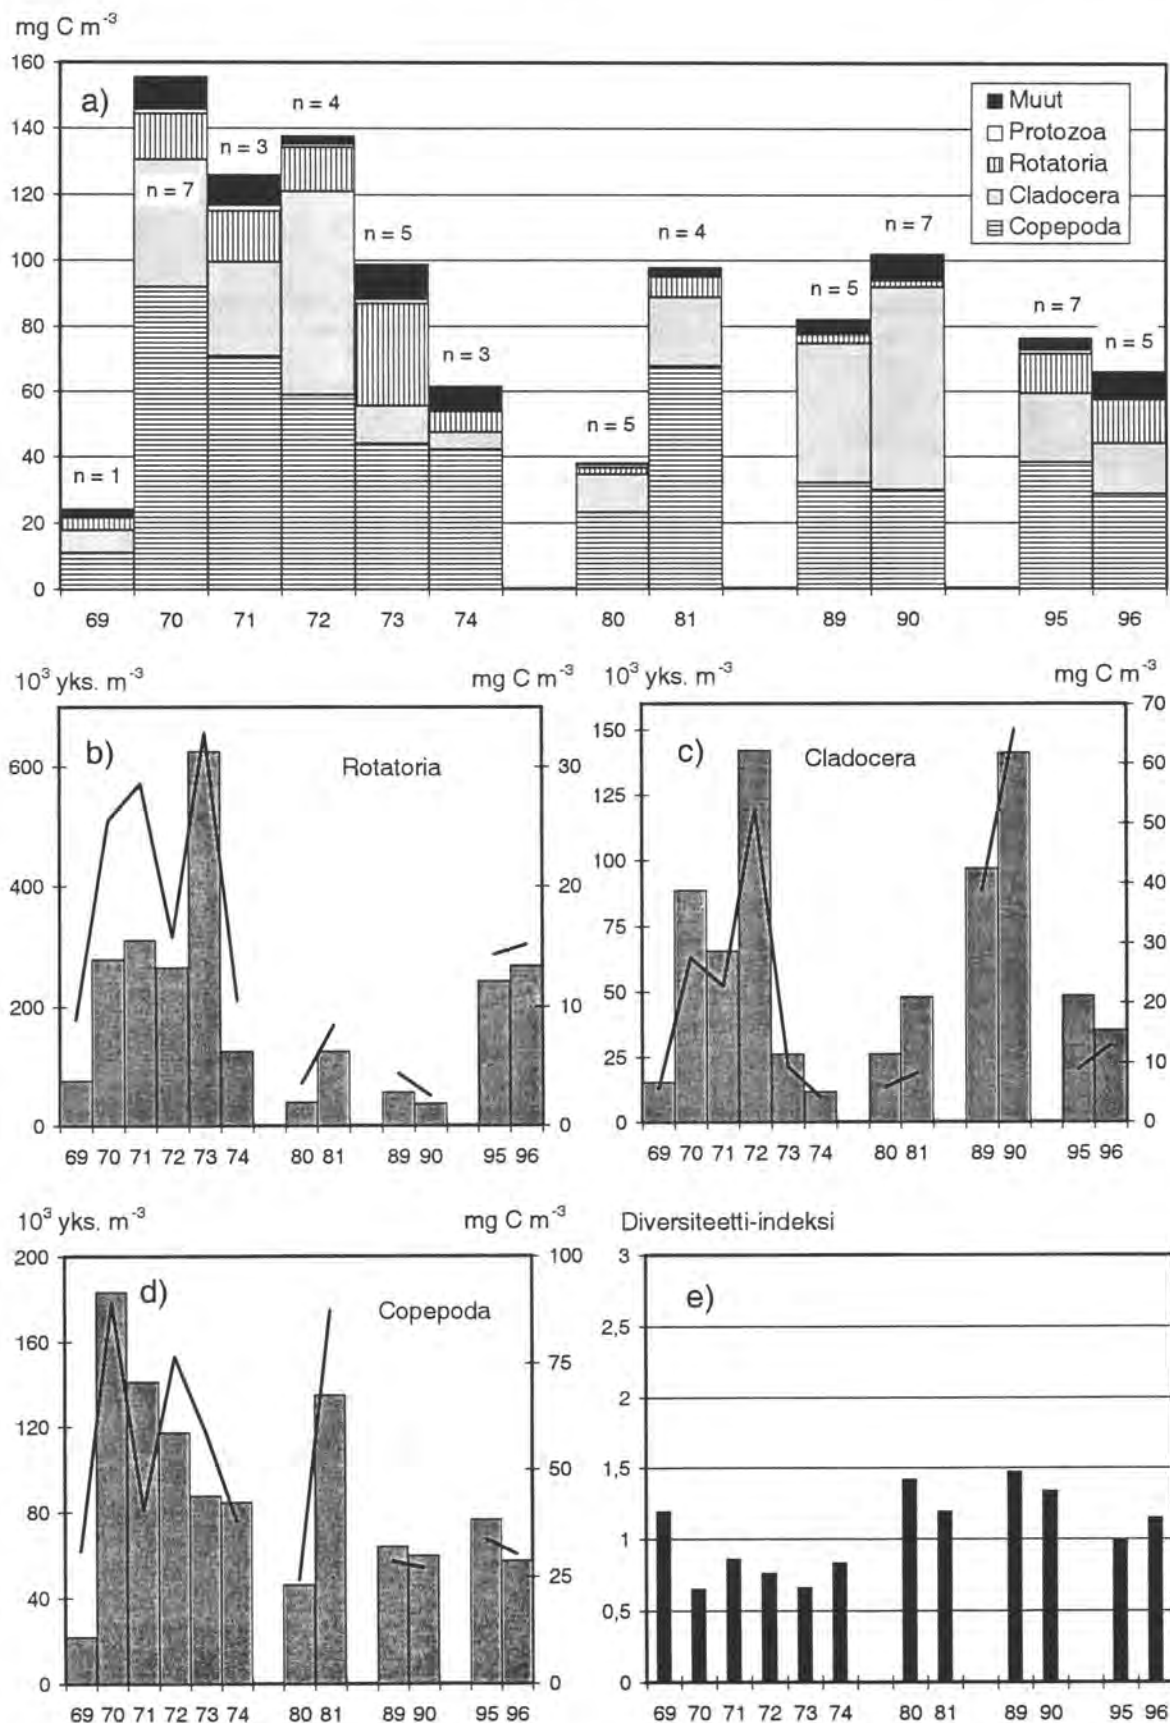 mg C m⁻³
160
140
120
100
80
60
40
20
0
a)
n = 1
n = 7
n = 3
n = 4
n = 5
n = 3
n = 5
n = 4
n = 5
n = 7
n = 7
n = 5
Muut
Protozoa
Rotatoria
Cladocera
Copepoda
69 70 71 72 73 74 80 81 89 90 95 96
10³ yks. m⁻³ mg C m⁻³
b)
Rotatoria
600
400
200
0
30
20
10
0
69 70 71 72 73 74 80 81 89 90 95 96
10³ yks. m⁻³ mg C m⁻³
c)
Cladocera
150
125
100
75
50
25
0
70
60
50
40
30
20
10
0
69 70 71 72 73 74 80 81 89 90 95 96
10³ yks. m⁻³ mg C m⁻³
d)
Copepoda
200
160
120
80
40
0
100
75
50
25
0
69 70 71 72 73 74 80 81 89 90 95 96
Diversiteetti-indeksi
e)
3
2,5
2
1,5
1
0,5
0
69 70 71 72 73 74 80 81 89 90 95 96